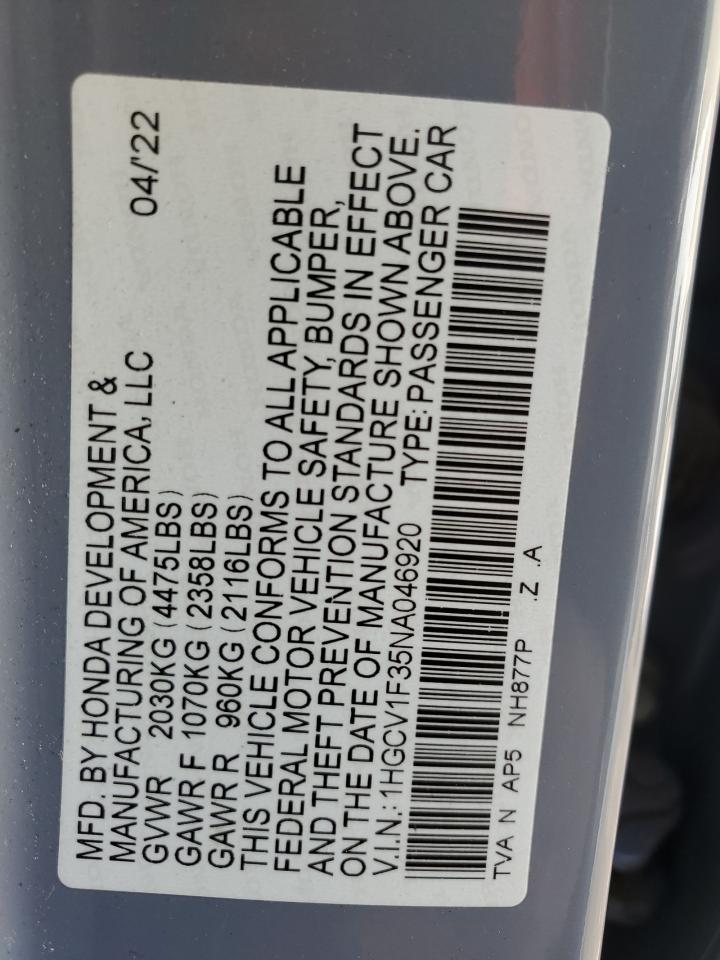 MFD. BY HONDA DEVELOPMENT &
MANUFACTURING OF AMERICA, LLC 04/'22
GVWR 2030KG (4475LBS)
GAWR F 1070KG (2358LBS)
GAWR R 960KG (2116LBS)
THIS VEHICLE CONFORMS TO ALL APPLICABLE
FEDERAL MOTOR VEHICLE SAFETY, BUMPER,
AND THEFT PREVENTION STANDARDS IN EFFECT
ON THE DATE OF MANUFACTURE SHOWN ABOVE.
V.I.N.: 1HGCV1F35NA046920 TYPE: PASSENGER CAR
TVA N AP5 NH877P .Z .A